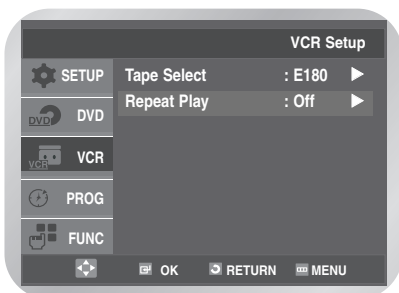 VCR Setup
SETUP
Tape Select : E180
Repeat Play : Off
DVD DVD
VCR VCR
PROG
FUNC
OK RETURN MENU